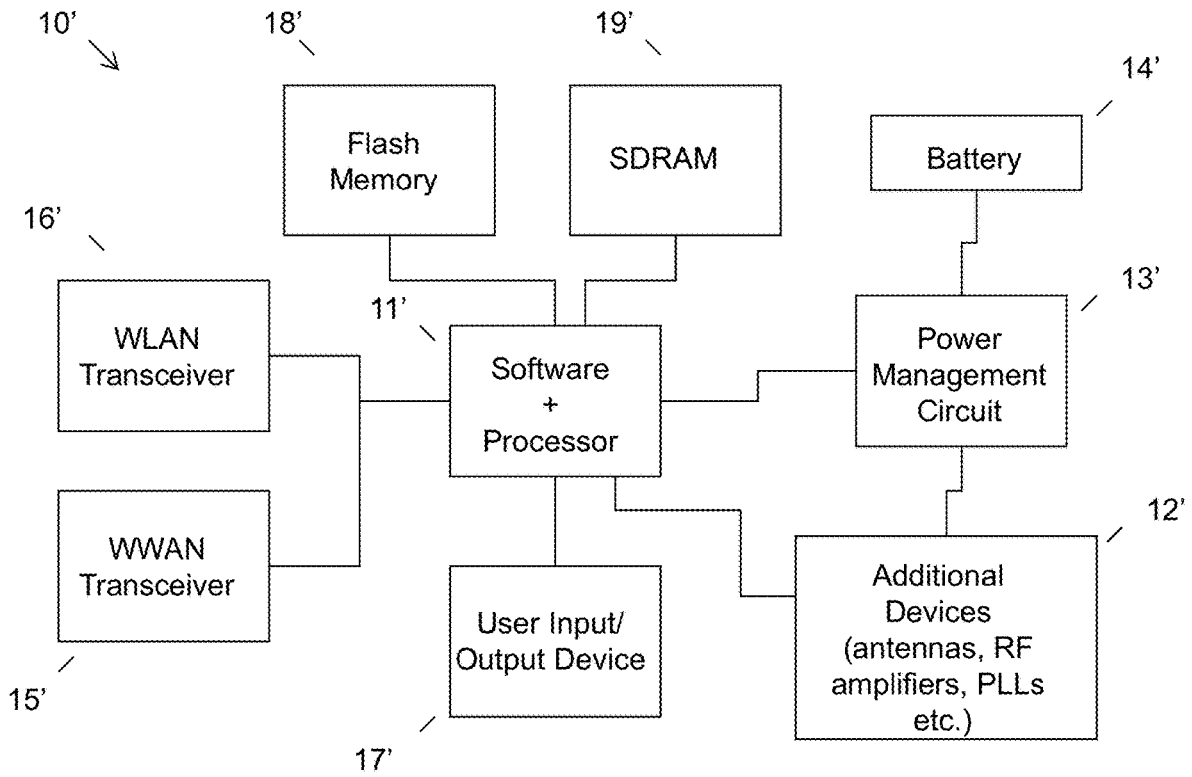 10’
18’
19’
14’
Flash
Memory
SDRAM
Battery
16’
11’
13’
WLAN
Transceiver
Software
+
Processor
Power
Management
Circuit
12’
WWAN
Transceiver
User Input/
Output Device
Additional
Devices
(antennas, RF
amplifiers, PLLs
etc.)
15’
17’